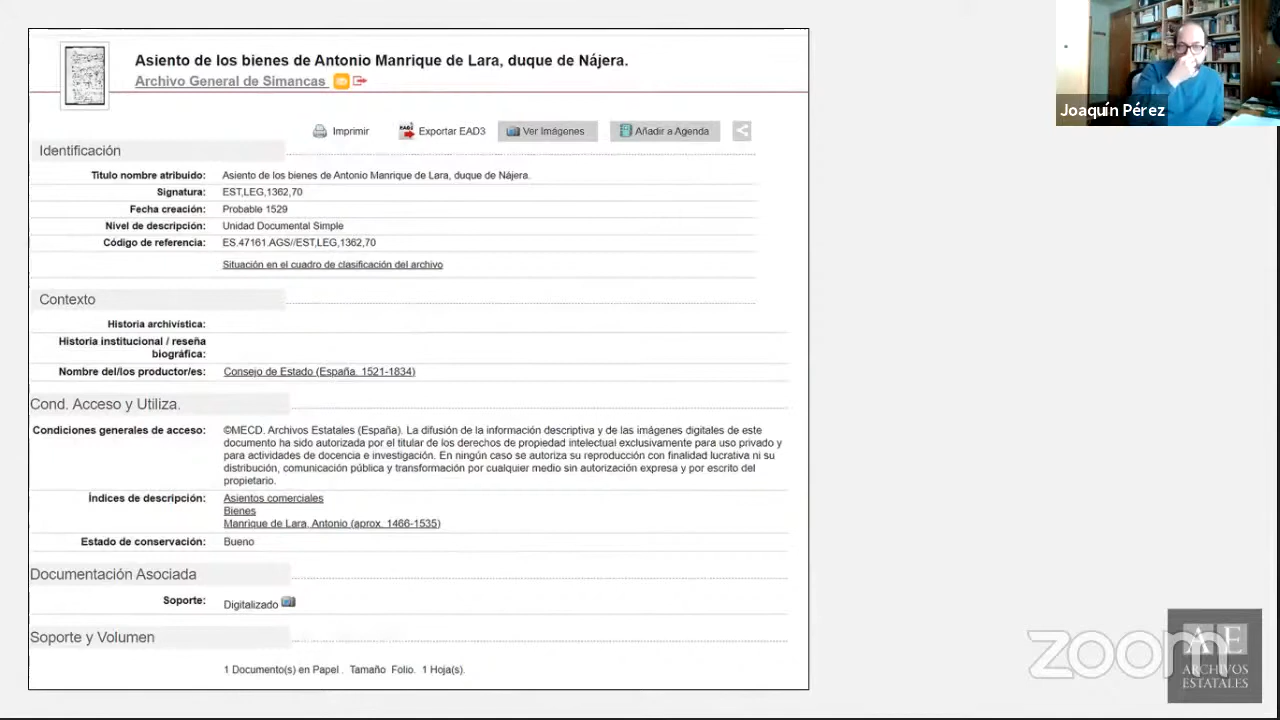 Asiento de los bienes de Antonio Manrique de Lara, duque de Nájera.
Archivo General de Simancas
Joaquín Pérez
Imprimir
EAD3
Exportar EAD3
Ver Imágenes
Añadir a Agenda
Identificación
Titulo nombre atribuido: Asiento de los bienes de Antonio Manrique de Lara, duque de Nájera.
Signatura: EST,LEG,1362,70
Fecha creación: Probable 1529
Nivel de descripción: Unidad Documental Simple
Código de referencia: ES.47161.AGS//EST,LEG,1362,70
Situación en el cuadro de clasificación del archivo
Contexto
Historia archivística:
Historia institucional / reseña
biográfica:
Nombre del/los productor/es: Consejo de Estado (España. 1521-1834)
Cond. Acceso y Utiliza.
Condiciones generales de acceso: ©MECD. Archivos Estatales (España). La difusión de la información descriptiva y de las imágenes digitales de este
documento ha sido autorizada por el titular de los derechos de propiedad intelectual exclusivamente para uso privado y
para actividades de docencia e investigación. En ningún caso se autoriza su reproducción con finalidad lucrativa ni su
distribución, comunicación pública y transformación por cualquier medio sin autorización expresa y por escrito del
propietario.
Índices de descripción: Asientos comerciales
Bienes
Manrique de Lara, Antonio (aprox. 1466-1535)
Estado de conservación: Bueno
Documentación Asociada
Soporte: Digitalizado
Soporte y Volumen
1 Documento(s) en Papel . Tamaño Folio. 1 Hoja(s).
zoom
AE
ARCHIVOS
ESTATALES